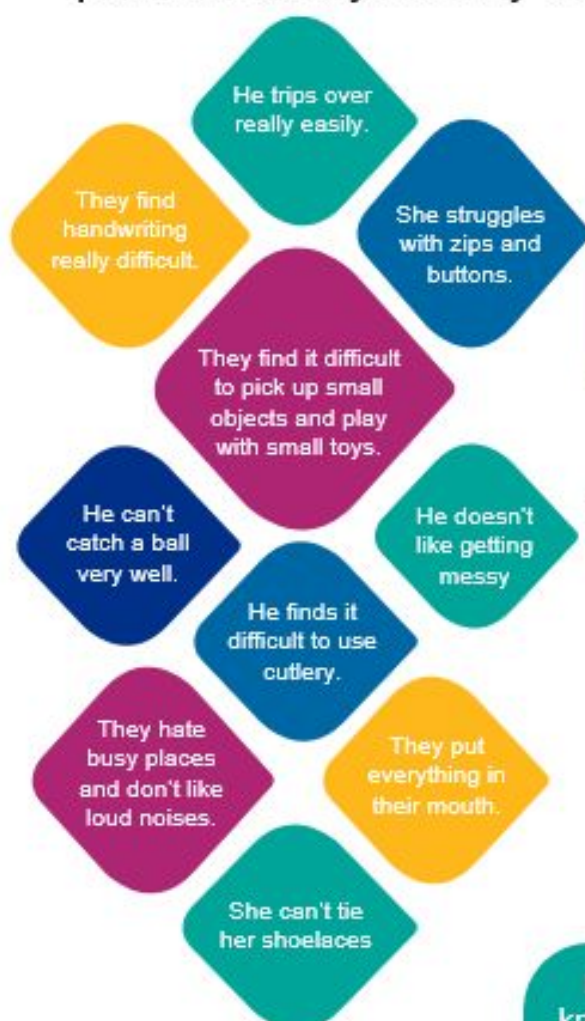 He trips over
really easily.
They find
handwriting
really difficult.
She struggles
with zips and
buttons.
They find it difficult
to pick up small
objects and play
with small toys.
He can't
catch a ball
very well.
He doesn't
like getting
messy
He finds it
difficult to use
cutlery.
They hate
busy places
and don't like
loud noises.
They put
everything in
their mouth.
She can't tie
her shoelaces